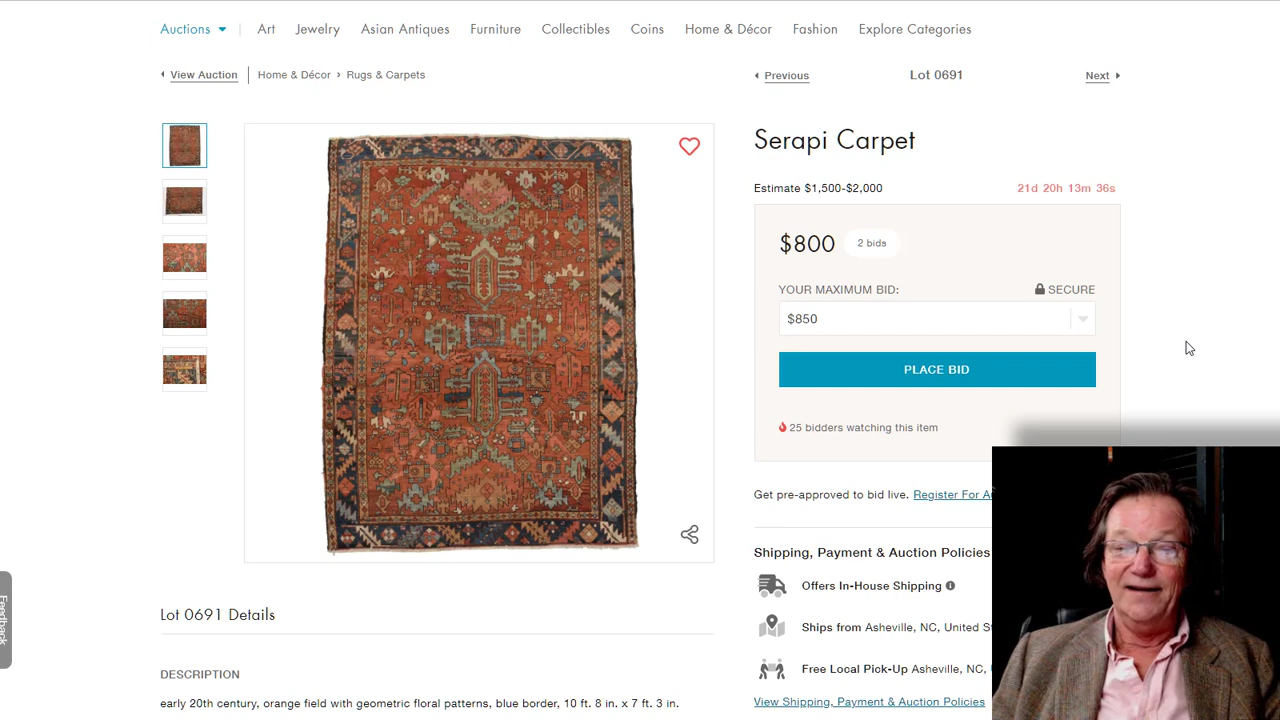 Auctions Art Jewelry Asian Antiques Furniture Collectibles Coins Home & Décor Fashion Explore Categories
View Auction Home & Décor › Rugs & Carpets
Previous Lot 0691 Next
Serapi Carpet
Estimate $1,500-$2,000 21d 20h 13m 36s
$800 2 bids
YOUR MAXIMUM BID: SECURE
$850
PLACE BID
25 bidders watching this item
Get pre-approved to bid live. Register For
Shipping, Payment & Auction Policies
Offers In-House Shipping
Ships from Asheville, NC, United
Free Local Pick-Up Asheville, NC,
View Shipping, Payment & Auction Policies
Lot 0691 Details
DESCRIPTION
early 20th century, orange field with geometric floral patterns, blue border, 10 ft. 8 in. x 7 ft. 3 in.
Feedback